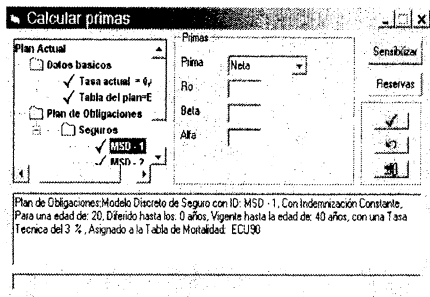 Calcular primas
Plan Actual
Datos basicos
Tasa actual = 0,
Tabla del plan=E
Plan de Obligaciones
Seguros
MSD - 1
MSD - 2
Primas
Prima Neta
Ro
Beta
Alfa
Sensibilizar
Reservas
Plan de Obligaciones:Modelo Discreto de Seguro con ID: MSD - 1, Con Indemnización Constante,
Para una edad de: 20, Diferido hasta los: 0 años, Vigente hasta la edad de: 40 años, con una Tasa
Tecnica del 3 % , Asignado a la Tabla de Mortalidad: ECU90